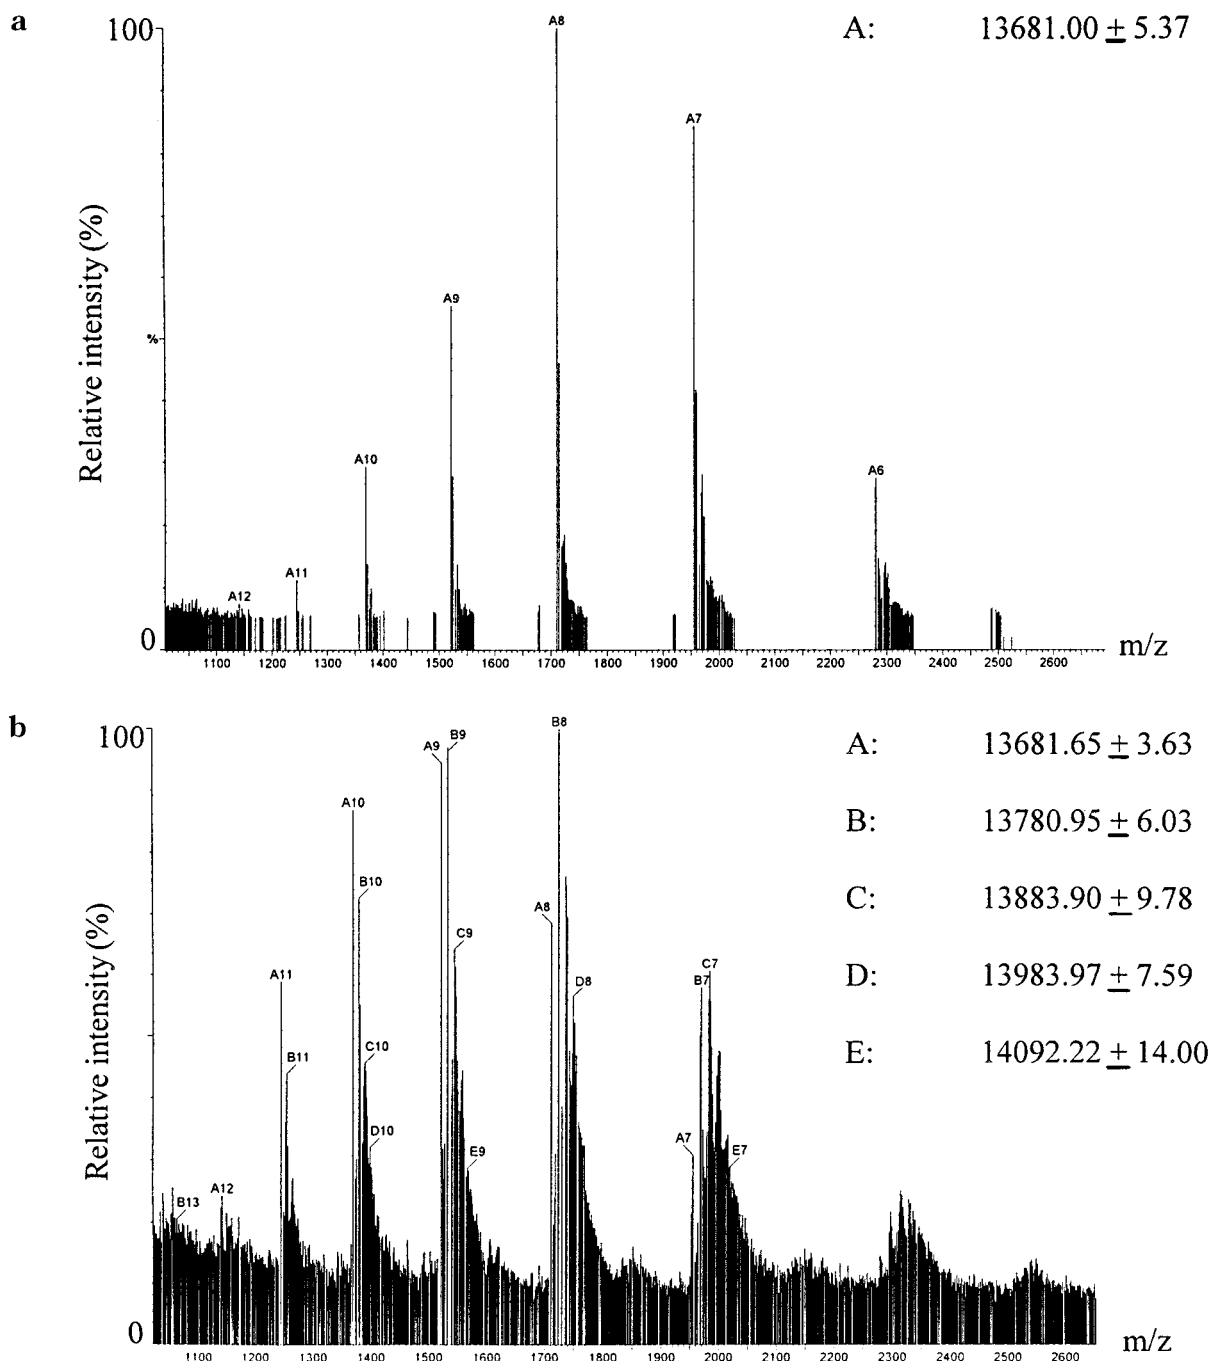 a
100
A8
A: 13681.00 ± 5.37
A7
A9
%
A10
A6
A11
A12
Relative intensity (%)
0
1100 1200 1300 1400 1500 1600 1700 1800 1900 2000 2100 2200 2300 2400 2500 2600
m/z
b
100
B8
A9
B9
A: 13681.65 ± 3.63
A10
B: 13780.95 ± 6.03
B10
A8
C: 13883.90 ± 9.78
C9
C7
B7
D8
D: 13983.97 ± 7.59
A11
B11
C10
E: 14092.22 ± 14.00
D10
A7
E7
E9
A12
B13
Relative intensity (%)
0
1100 1200 1300 1400 1500 1600 1700 1800 1900 2000 2100 2200 2300 2400 2500 2600
m/z